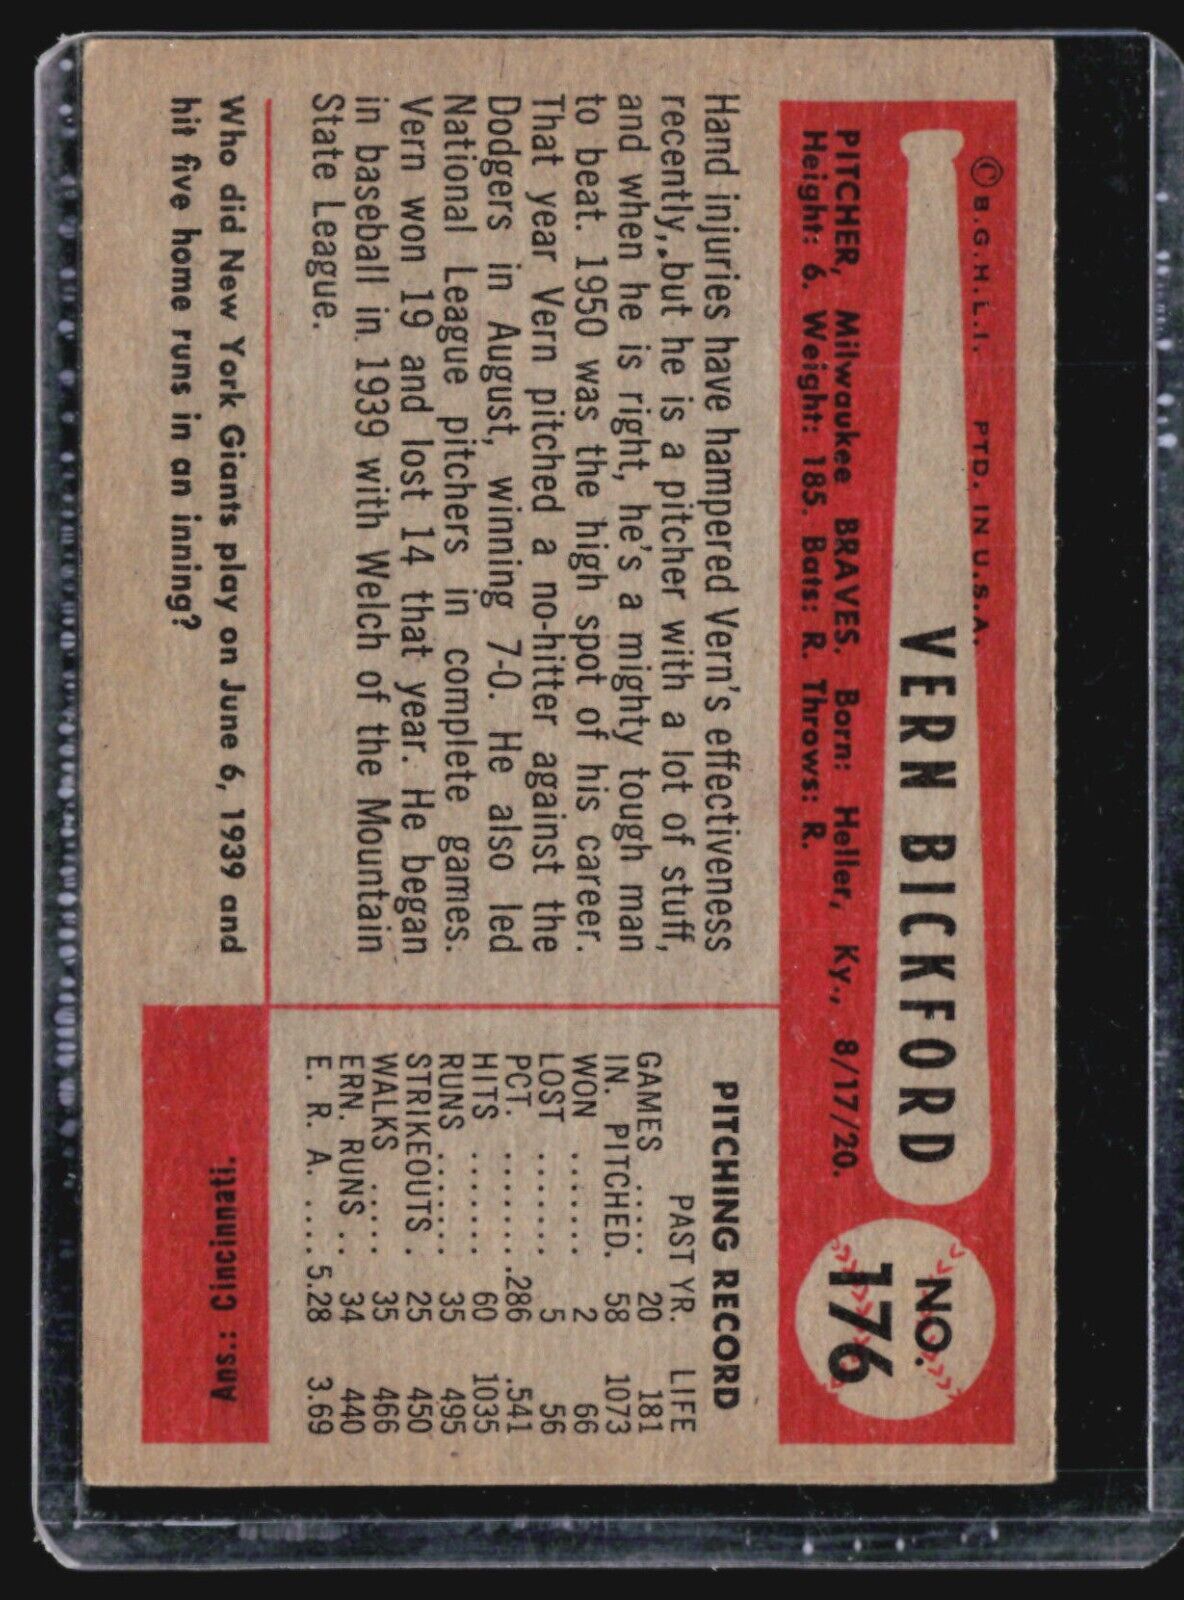 © B.G.H.L.I. PTD. IN U.S.A.
VERN BICKFORD
NO.
176
PITCHER, Milwaukee BRAVES. Born: Heller, Ky., 8/17/20.
Height: 6. Weight: 185. Bats: R. Throws: R.
Hand injuries have hampered Vern's effectiveness
recently, but he is a pitcher with a lot of stuff,
and when he is right, he's a mighty tough man
to beat. 1950 was the high spot of his career.
That year Vern pitched a no-hitter against the
Dodgers in August, winning 7-0. He also led
National League pitchers in complete games.
Vern won 19 and lost 14 that year. He began
in baseball in 1939 with Welch of the Mountain
State League.
PITCHING RECORD
PAST YR. LIFE
GAMES ..... 20 181
IN. PITCHED. 58 1073
WON ....... 2 66
LOST ...... 5 56
PCT. ....... .286 .541
HITS ...... 60 1035
RUNS ...... 35 495
STRIKEOUTS . 25 450
WALKS ..... 35 466
ERN. RUNS .. 34 440
E. R. A. .... 5.28 3.69
Who did New York Giants play on June 6, 1939 and
hit five home runs in an inning?
Ans: Cincinnati.